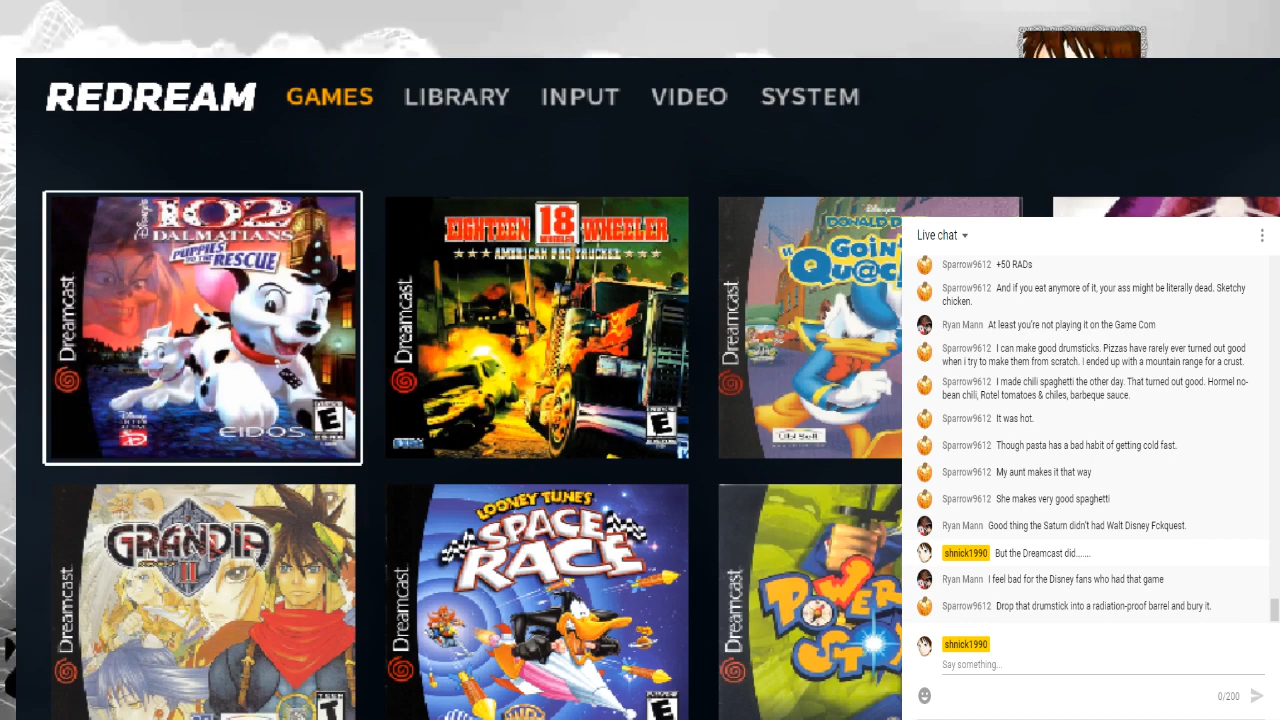 REDREAM GAMES LIBRARY INPUT VIDEO SYSTEM
Disney's
102
DALMATIANS
PUPPIES
TO THE RESCUE
Dreamcast
EIDOS
E
EIGHTEEN 18 WHEELER
AMERICAN PRO TRUCKER
Dreamcast
SEGA
E
Disney's
DONALD D
Goin'
"Qu@c
Dreamcast
Ubi Soft
GRANDIA
II
Dreamcast
T
LOONEY TUNES
SPACE
RACE
Dreamcast
E
POWER
ST
Dreamcast
Live chat
Sparrow9612 +50 RADs
Sparrow9612 And if you eat anymore of it, your ass might be literally dead. Sketchy
chicken.
Ryan Mann At least you're not playing it on the Game Com
Sparrow9612 I can make good drumsticks. Pizzas have rarely ever turned out good
when i try to make them from scratch. I ended up with a mountain range for a crust.
Sparrow9612 I made chili spaghetti the other day. That turned out good. Hormel no-
bean chili, Rotel tomatoes & chiles, barbeque sauce.
Sparrow9612 It was hot.
Sparrow9612 Though pasta has a bad habit of getting cold fast.
Sparrow9612 My aunt makes it that way
Sparrow9612 She makes very good spaghetti
Ryan Mann Good thing the Saturn didn't had Walt Disney Fckquest.
shnick1990 But the Dreamcast did.......
Ryan Mann I feel bad for the Disney fans who had that game
Sparrow9612 Drop that drumstick into a radiation-proof barrel and bury it.
shnick1990
Say something...
0/200